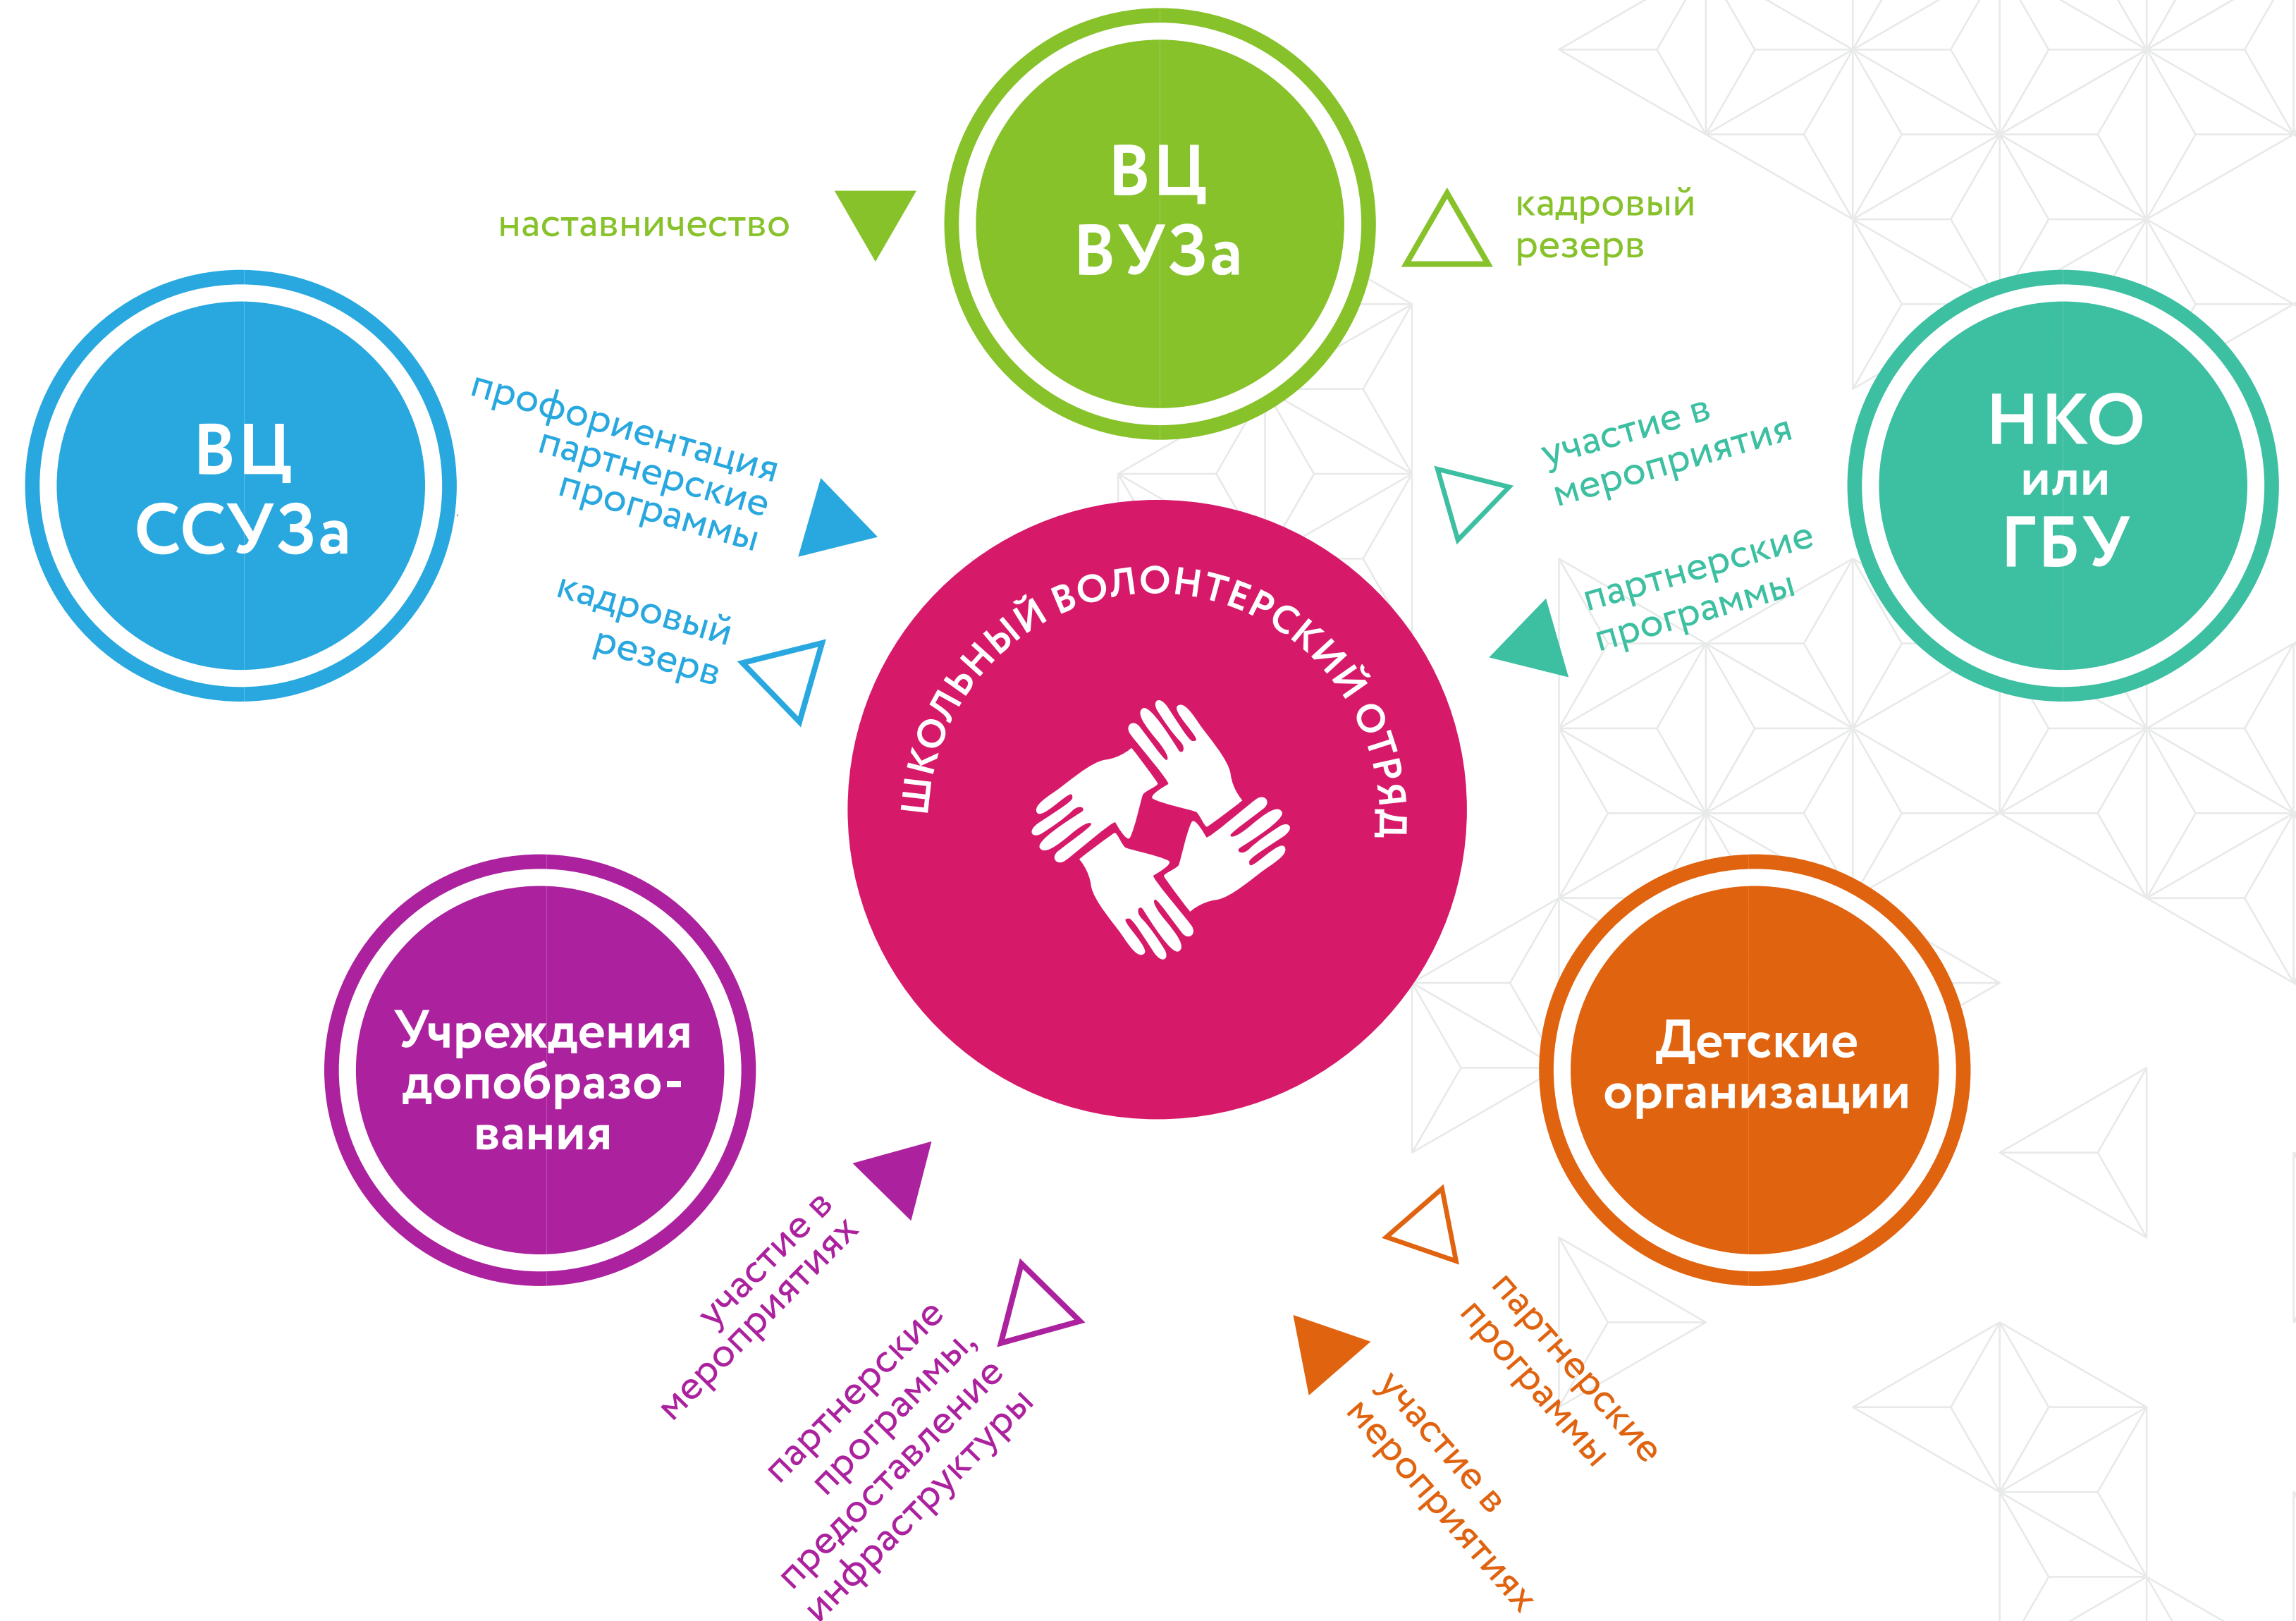 ВЦ
ВУЗа
наставничество
кадровый
резерв
ВЦ
ССУЗа
профориентация
партнерские
программы
кадровый
резерв
НКО
или
ГБУ
участие в
мероприятия
партнерские
программы
ШКОЛЬНЫЙ ВОЛОНТЕРСКИЙ ОТРЯД
Учреждения
допобразо-
вания
участие в
мероприятиях
партнерские
программы,
предоставление
инфраструктуры
Детские
организации
партнерские
программы
участие в
мероприятиях